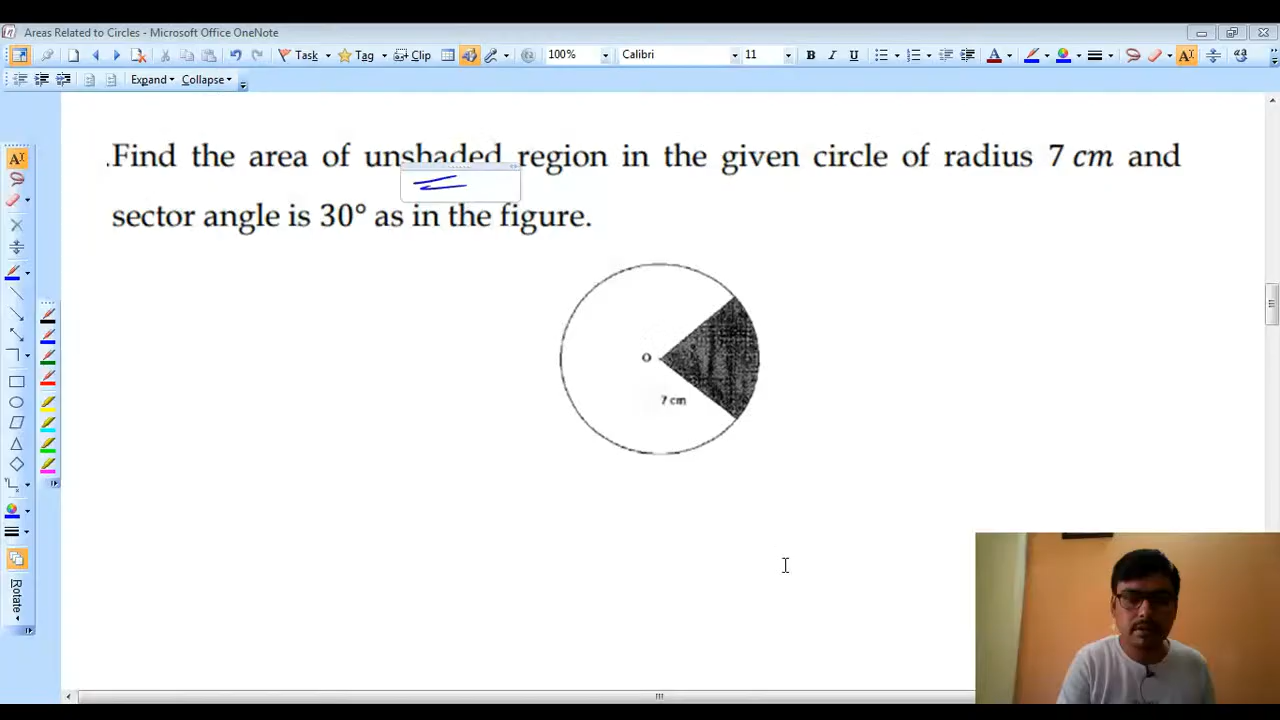 Areas Related to Circles - Microsoft Office OneNote
Task Tag Clip 100% Calibri 11 B I U A
Expand Collapse
.Find the area of unshaded region in the given circle of radius 7 cm and
sector angle is 30° as in the figure.
O
7 cm
Rotate